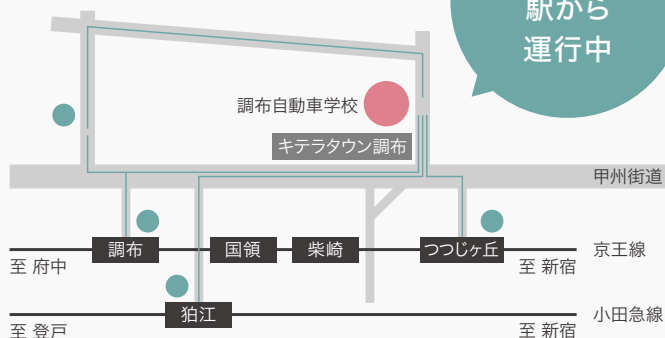 駅から
運行中
調布自動車学校
キテラタウン調布
甲州街道
調布
国領
柴崎
つつじヶ丘
京王線
至 府中
至 新宿
狛江
小田急線
至 登戸
至 新宿